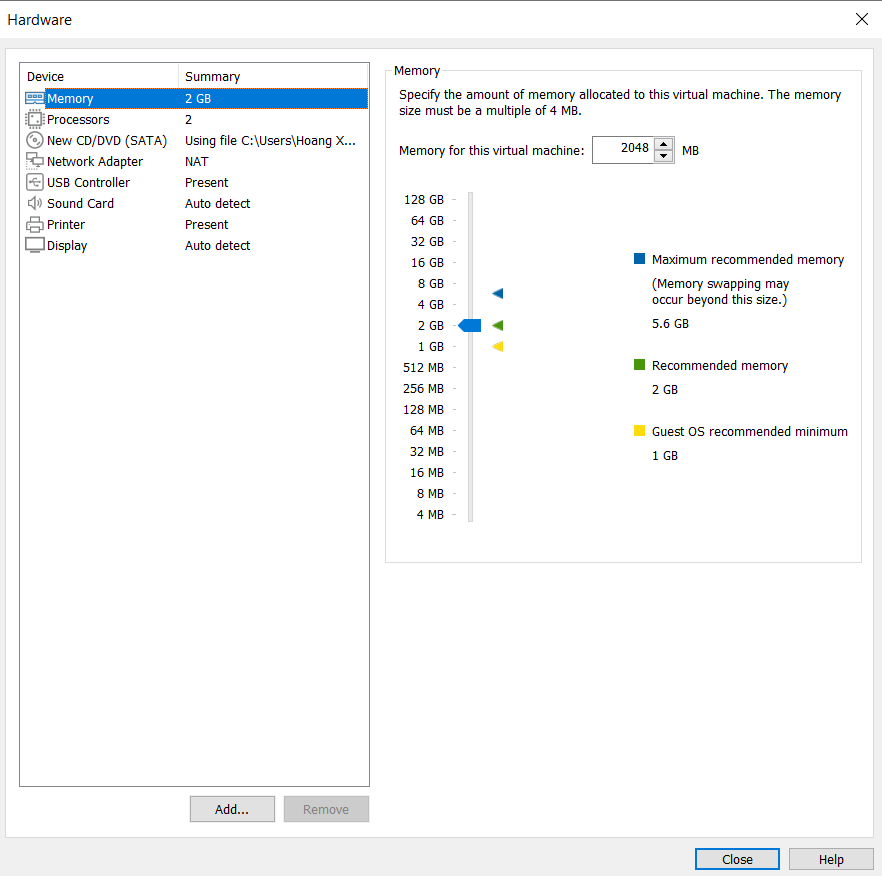 Hardware
Device Summary
Memory 2 GB
Processors 2
New CD/DVD (SATA) Using file C:\Users\Hoang X...
Network Adapter NAT
USB Controller Present
Sound Card Auto detect
Printer Present
Display Auto detect
Add...
Remove
Memory
Specify the amount of memory allocated to this virtual machine. The memory
size must be a multiple of 4 MB.
Memory for this virtual machine: 2048 MB
128 GB
64 GB
32 GB
16 GB
8 GB
4 GB
2 GB
1 GB
512 MB
256 MB
128 MB
64 MB
32 MB
16 MB
8 MB
4 MB
Maximum recommended memory
(Memory swapping may
occur beyond this size.)
5.6 GB
Recommended memory
2 GB
Guest OS recommended minimum
1 GB
Close
Help